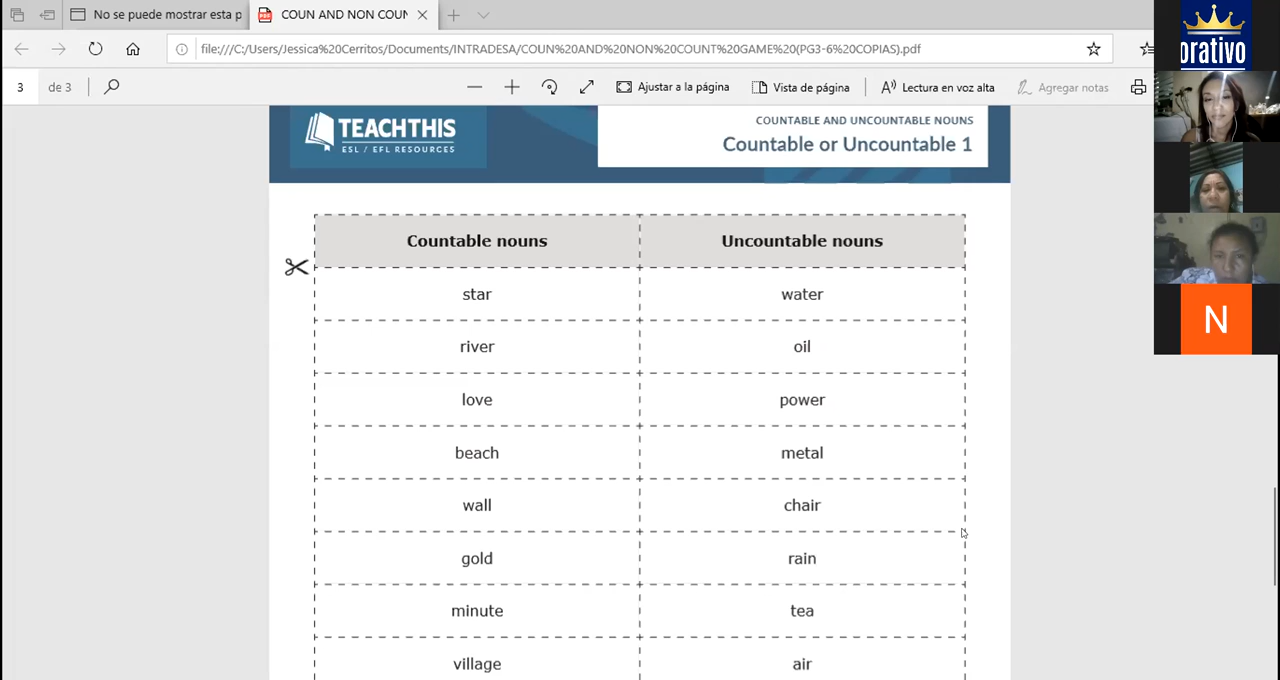 No se puede mostrar esta p
COUN AND NON COUN
file:///C:/Users/Jessica%20Cerritos/Documents/INTRADESA/COUN%20AND%20NON%20COUNT%20GAME%20(PG3-6%20COPIAS).pdf
3 de 3
Ajustar a la página
Vista de página
Lectura en voz alta
Agregar notas
orativo
TEACHTHIS
ESL / EFL RESOURCES
COUNTABLE AND UNCOUNTABLE NOUNS
Countable or Uncountable 1
Countable nouns Uncountable nouns
star water
river oil
love power
beach metal
wall chair
gold rain
minute tea
village air
N